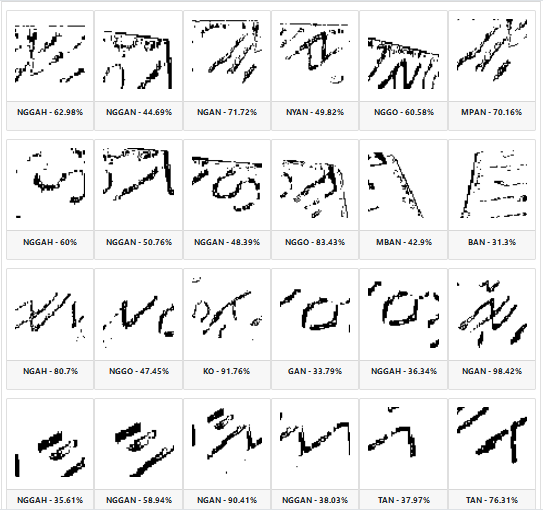 NGGAH - 62.98% NGGAN - 44.69% NGAN - 71.72% NYAN - 49.82% NGGO - 60.58% MPAN - 70.16%
NGGAH - 60% NGGAN - 50.76% NGGAN - 48.39% NGGO - 83.43% MBAN - 42.9% BAN - 31.3%
NGAH - 80.7% NGGO - 47.45% KO - 91.76% GAN - 33.79% NGGAH - 36.34% NGAN - 98.42%
NGGAH - 35.61% NGGAN - 58.94% NGAN - 90.41% NGGAN - 38.03% TAN - 37.97% TAN - 76.31%